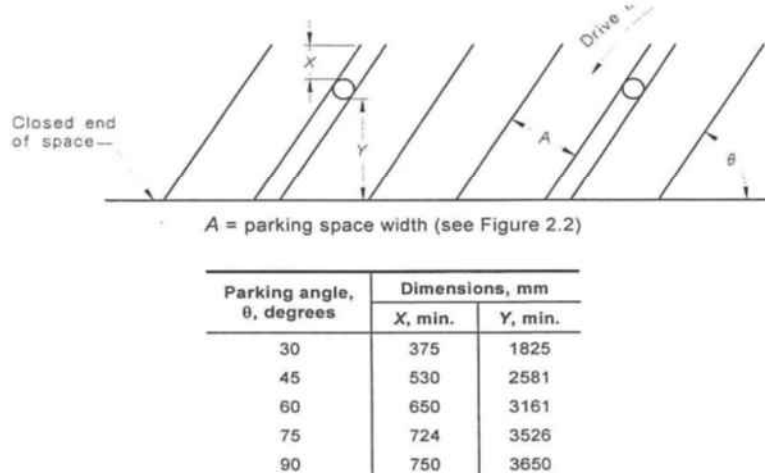 Drive
X
Closed end
of space
Y
A
θ
A = parking space width (see Figure 2.2)
Parking angle,
θ, degrees
Dimensions, mm
X, min.
Y, min.
30 375 1825
45 530 2581
60 650 3161
75 724 3526
90 750 3650